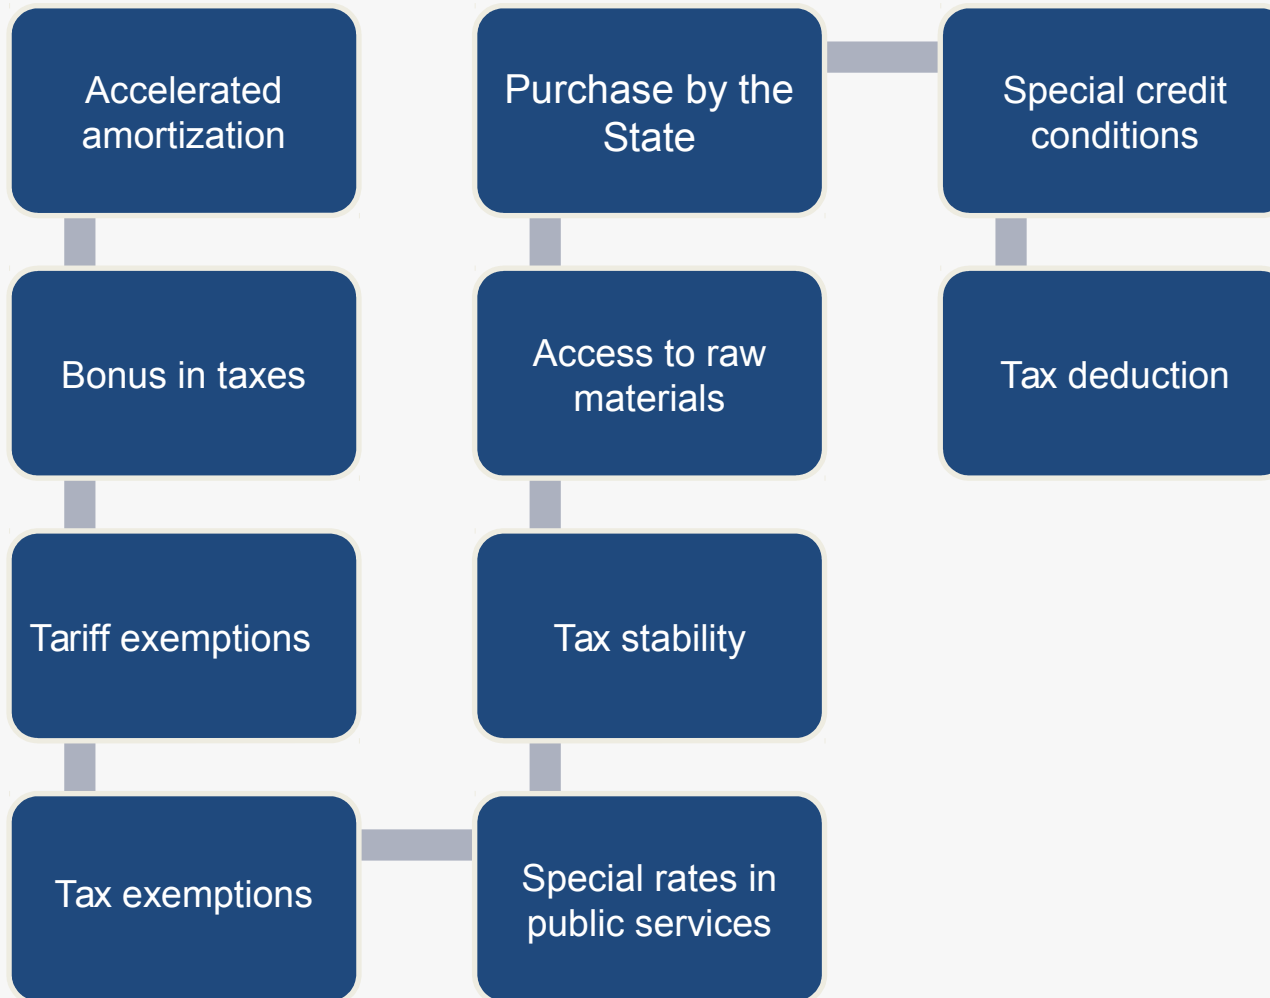 Accelerated
amortization
Bonus in taxes
Tariff exemptions
Tax exemptions
Special rates in
public services
Tax stability
Access to raw
materials
Purchase by the
State
Special credit
conditions
Tax deduction